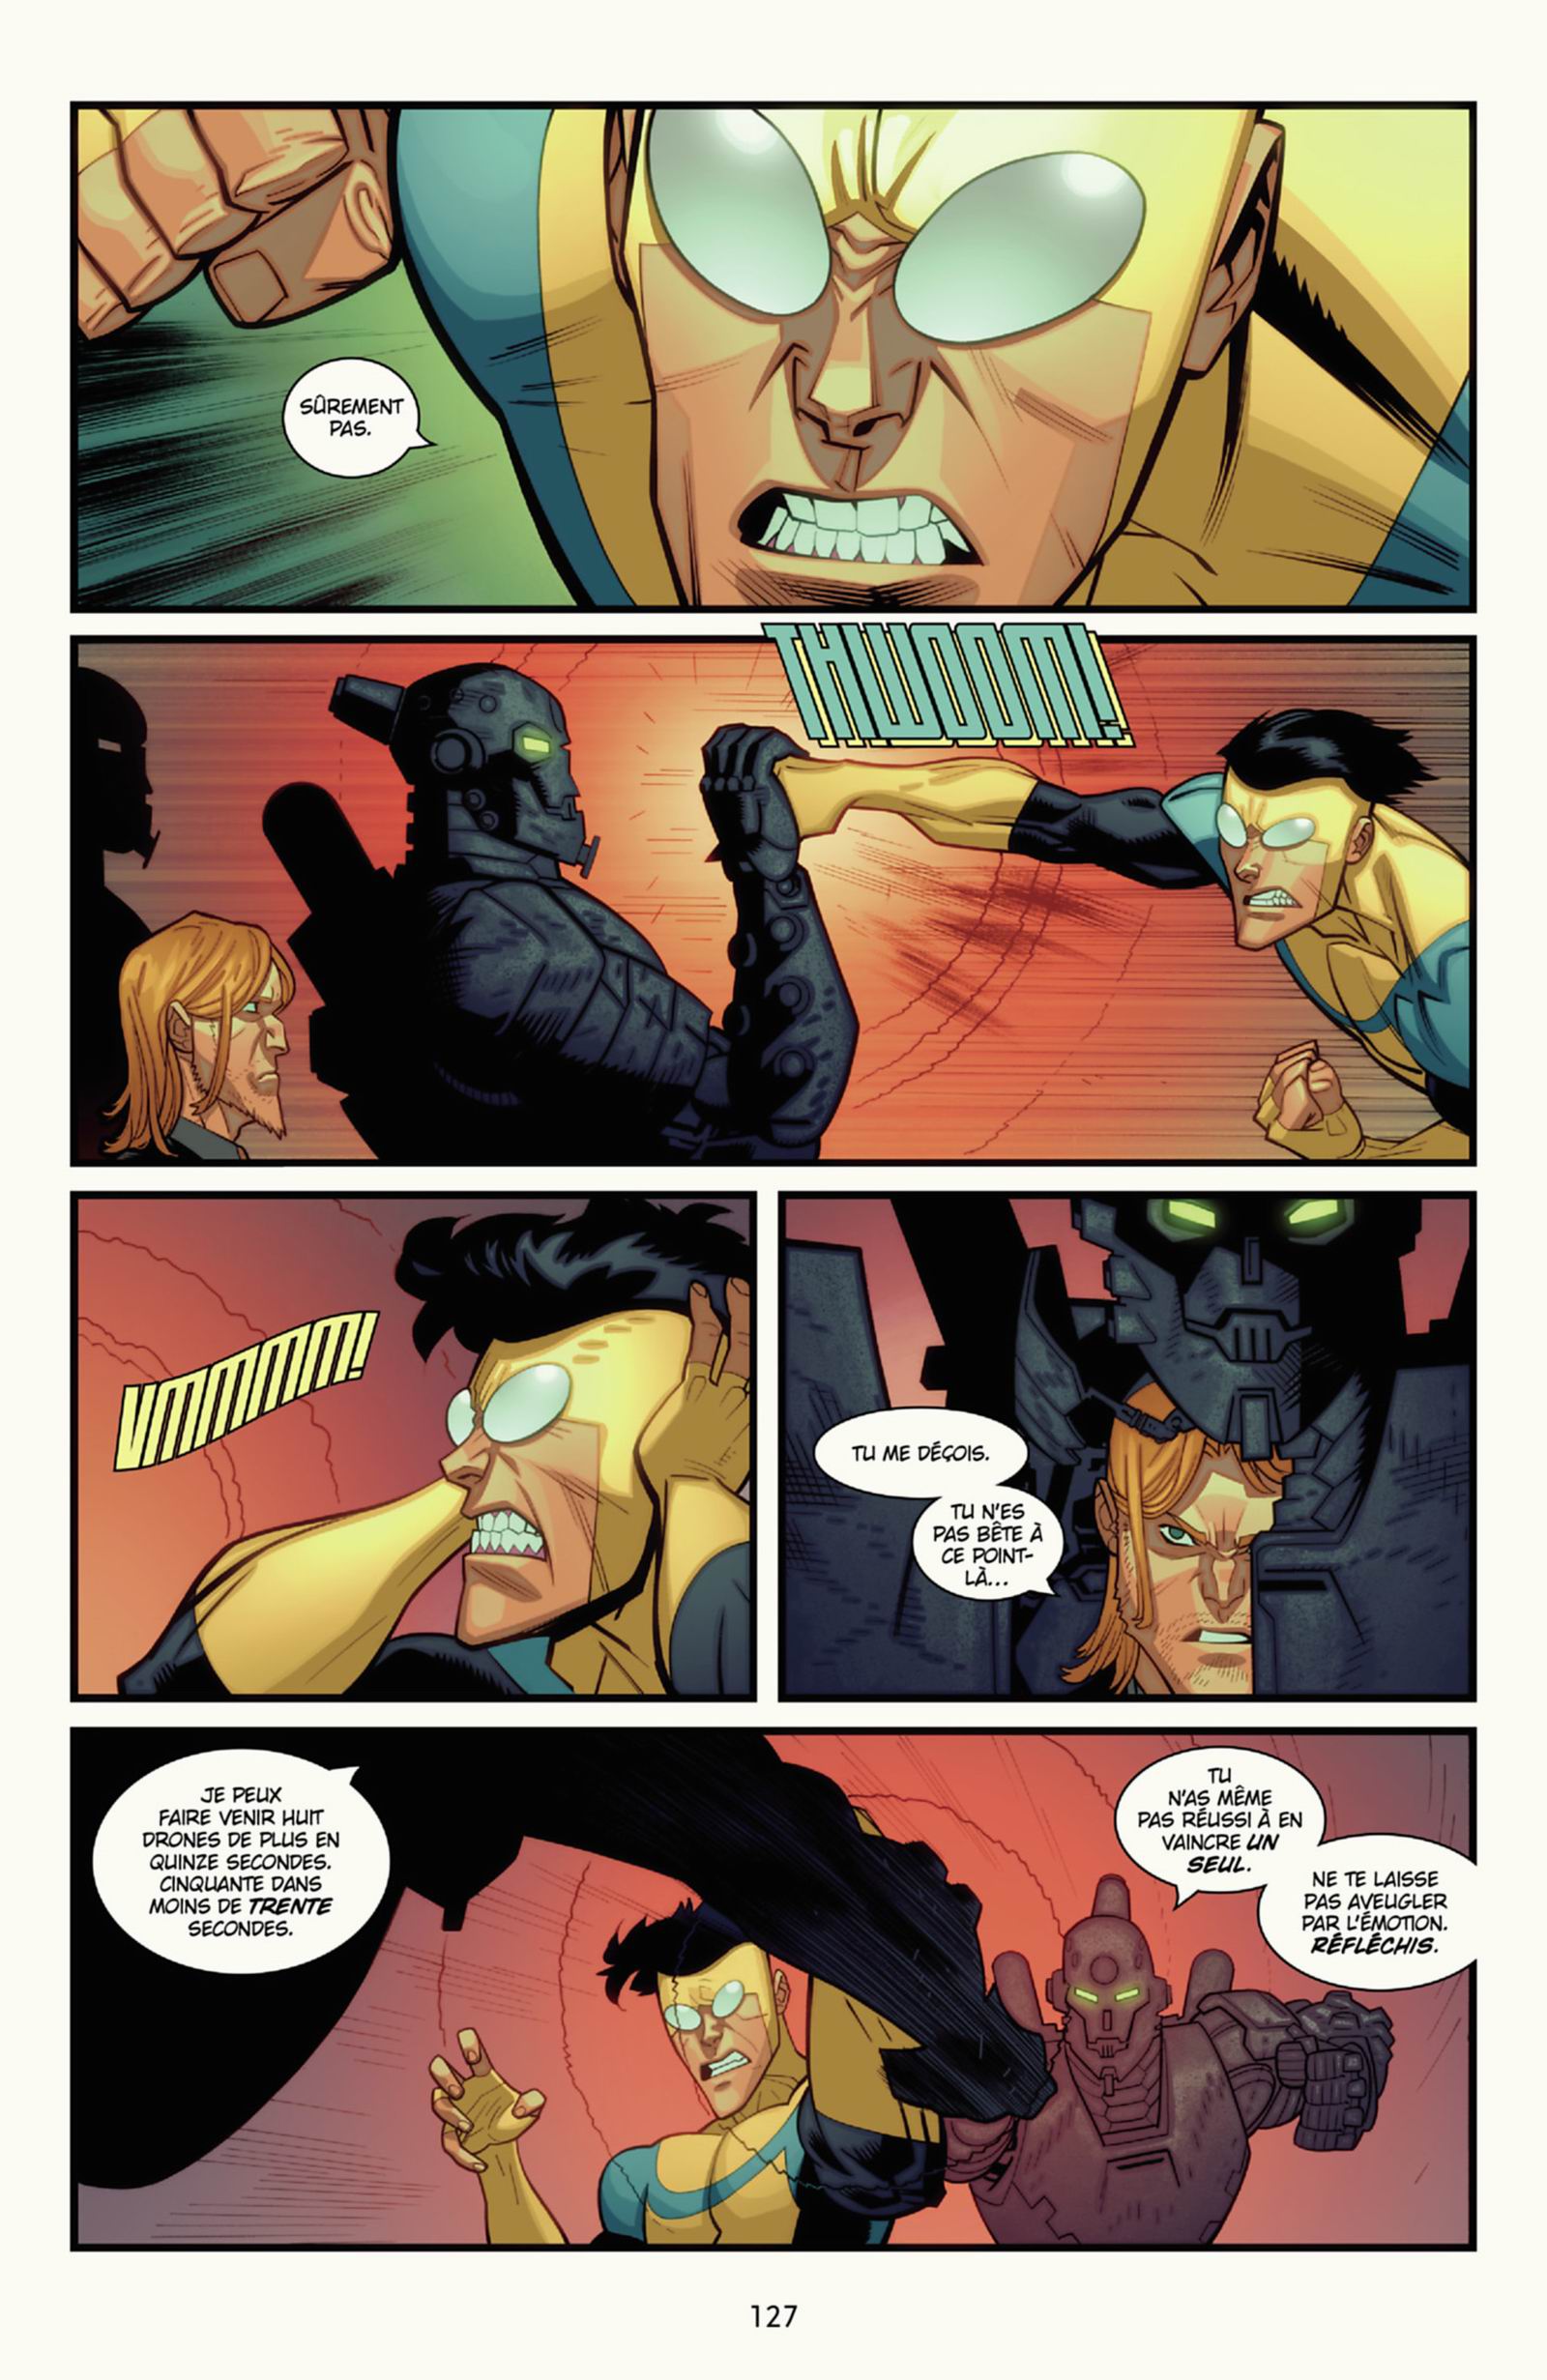 SÛREMENT
PAS.
THWOOM!
VMMMM!
TU ME DÉÇOIS.
TU N'ES
PAS BÊTE À
CE POINT-
LÀ...
JE PEUX
FAIRE VENIR HUIT
DRONES DE PLUS EN
QUINZE SECONDES.
CINQUANTE DANS
MOINS DE TRENTE
SECONDES.
TU
N'AS MÊME
PAS RÉUSSI À EN
VAINCRE UN
SEUL.
NE TE LAISSE
PAS AVEUGLER
PAR L'ÉMOTION.
RÉFLÉCHIS.
127